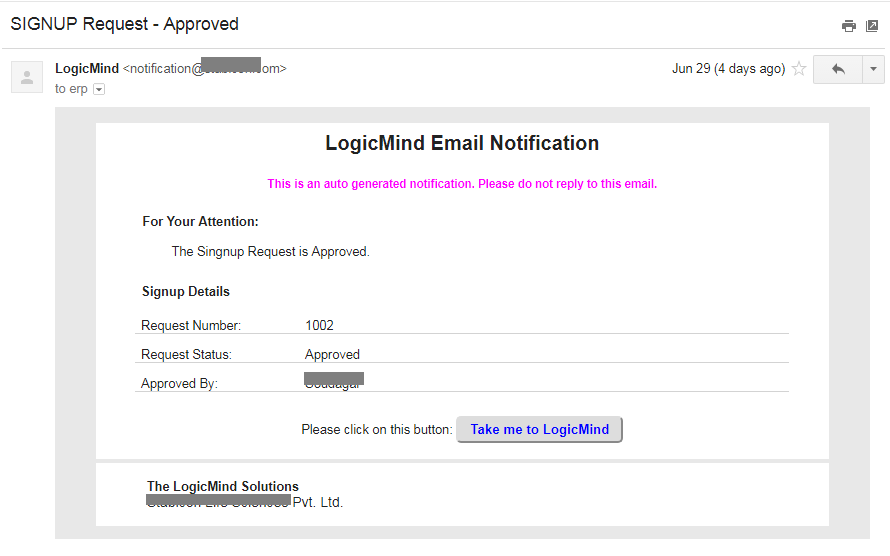 SIGNUP Request - Approved
LogicMind <notification@
Jun 29 (4 days ago)
to erp
LogicMind Email Notification
This is an auto generated notification. Please do not reply to this email.
For Your Attention:
The Singnup Request is Approved.
Signup Details
Request Number: 1002
Request Status: Approved
Approved By:
Please click on this button: Take me to LogicMind
The LogicMind Solutions
Pvt. Ltd.